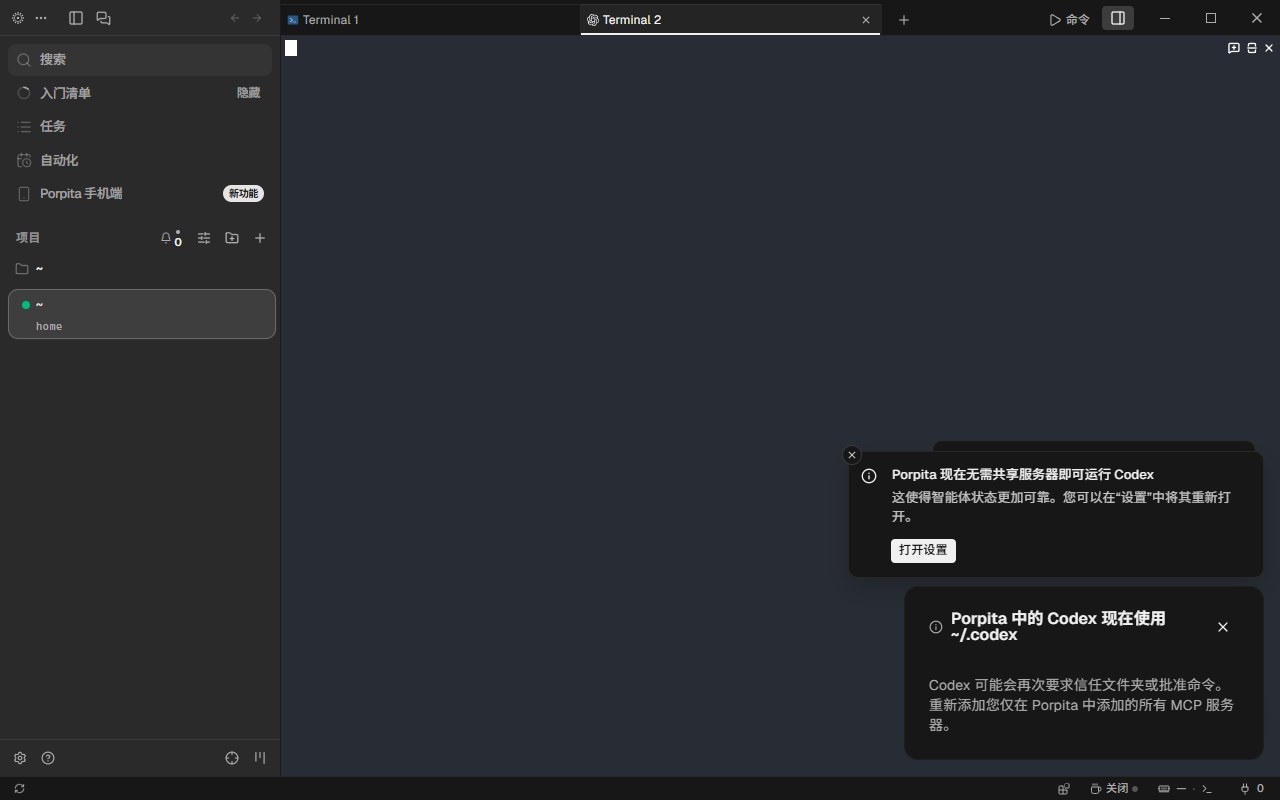 Terminal 1
Terminal 2
命令
搜索
入门清单
隐藏
任务
自动化
Porpita 手机端
新功能
项目
0
~
~
home
Porpita 现在无需共享服务器即可运行 Codex
这使得智能体状态更加可靠。您可以在“设置”中将其重新打
开。
打开设置
Porpita 中的 Codex 现在使用
~/.codex
Codex 可能会再次要求信任文件夹或批准命令。
重新添加您仅在 Porpita 中添加的所有 MCP 服务
器。
关闭
— ·
0